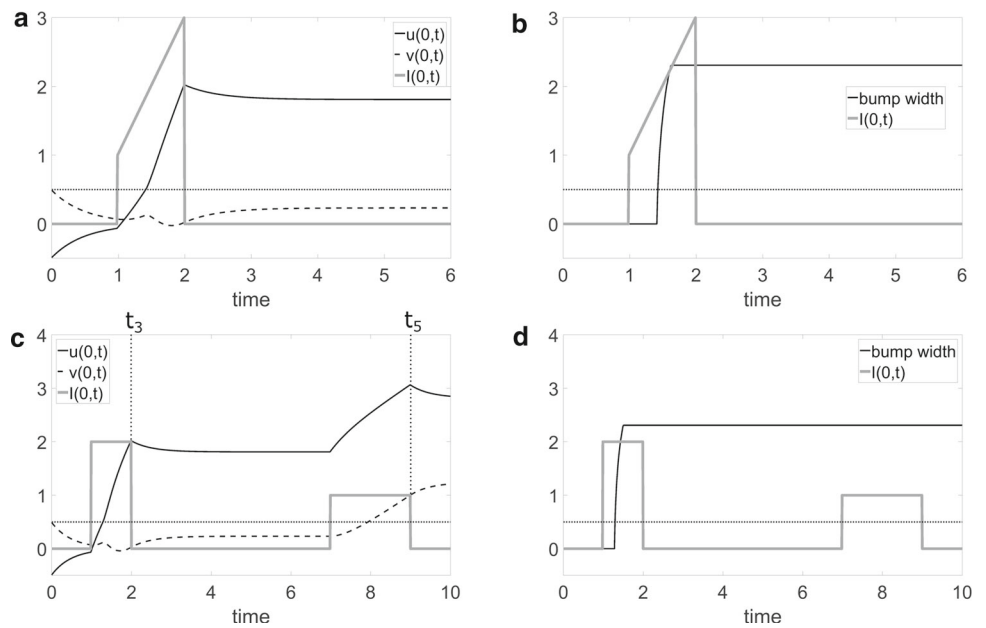 a
3
2
1
0
u(0,t)
v(0,t)
I(0,t)
0 1 2 3 4 5 6
time
b
3
2
1
0
bump width
I(0,t)
0 1 2 3 4 5 6
time
c
t3
t5
4
3
2
1
0
u(0,t)
v(0,t)
I(0,t)
0 2 4 6 8 10
time
d
4
3
2
1
0
bump width
I(0,t)
0 2 4 6 8 10
time